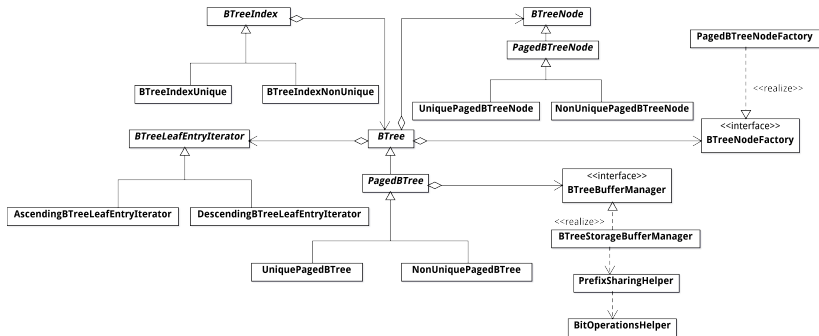 BTreeIndex
BTreeNode
PagedBTreeNode
PagedBTreeNodeFactory
<<realize>>
BTreeIndexUnique
BTreeIndexNonUnique
UniquePagedBTreeNode
NonUniquePagedBTreeNode
<<interface>>
BTreeNodeFactory
BTreeLeafEntryIterator
BTree
PagedBTree
<<interface>>
BTreeBufferManager
AscendingBTreeLeafEntryIterator
DescendingBTreeLeafEntryIterator
<<realize>>
BTreeStorageBufferManager
UniquePagedBTree
NonUniquePagedBTree
PrefixSharingHelper
BitOperationsHelper